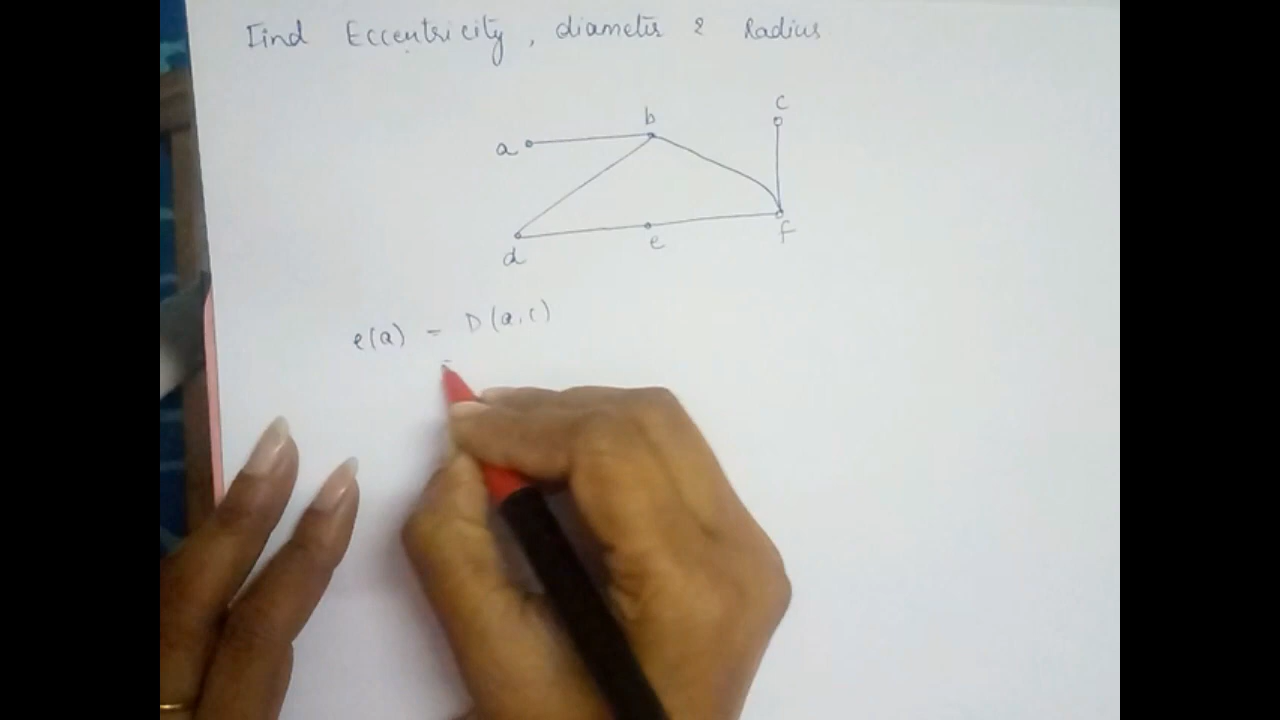 Find Eccentricity, diameter & Radius
b
c
a
d
e
f
e(a) = D(a,c)
=